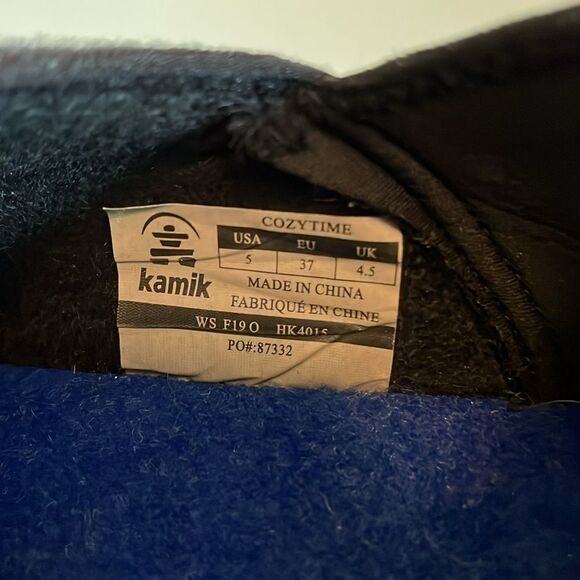 COZYTIME
USA EU UK
5 37 4.5
kamik
MADE IN CHINA
FABRIQUÉ EN CHINE
WS F19O HK4015
PO#:87332